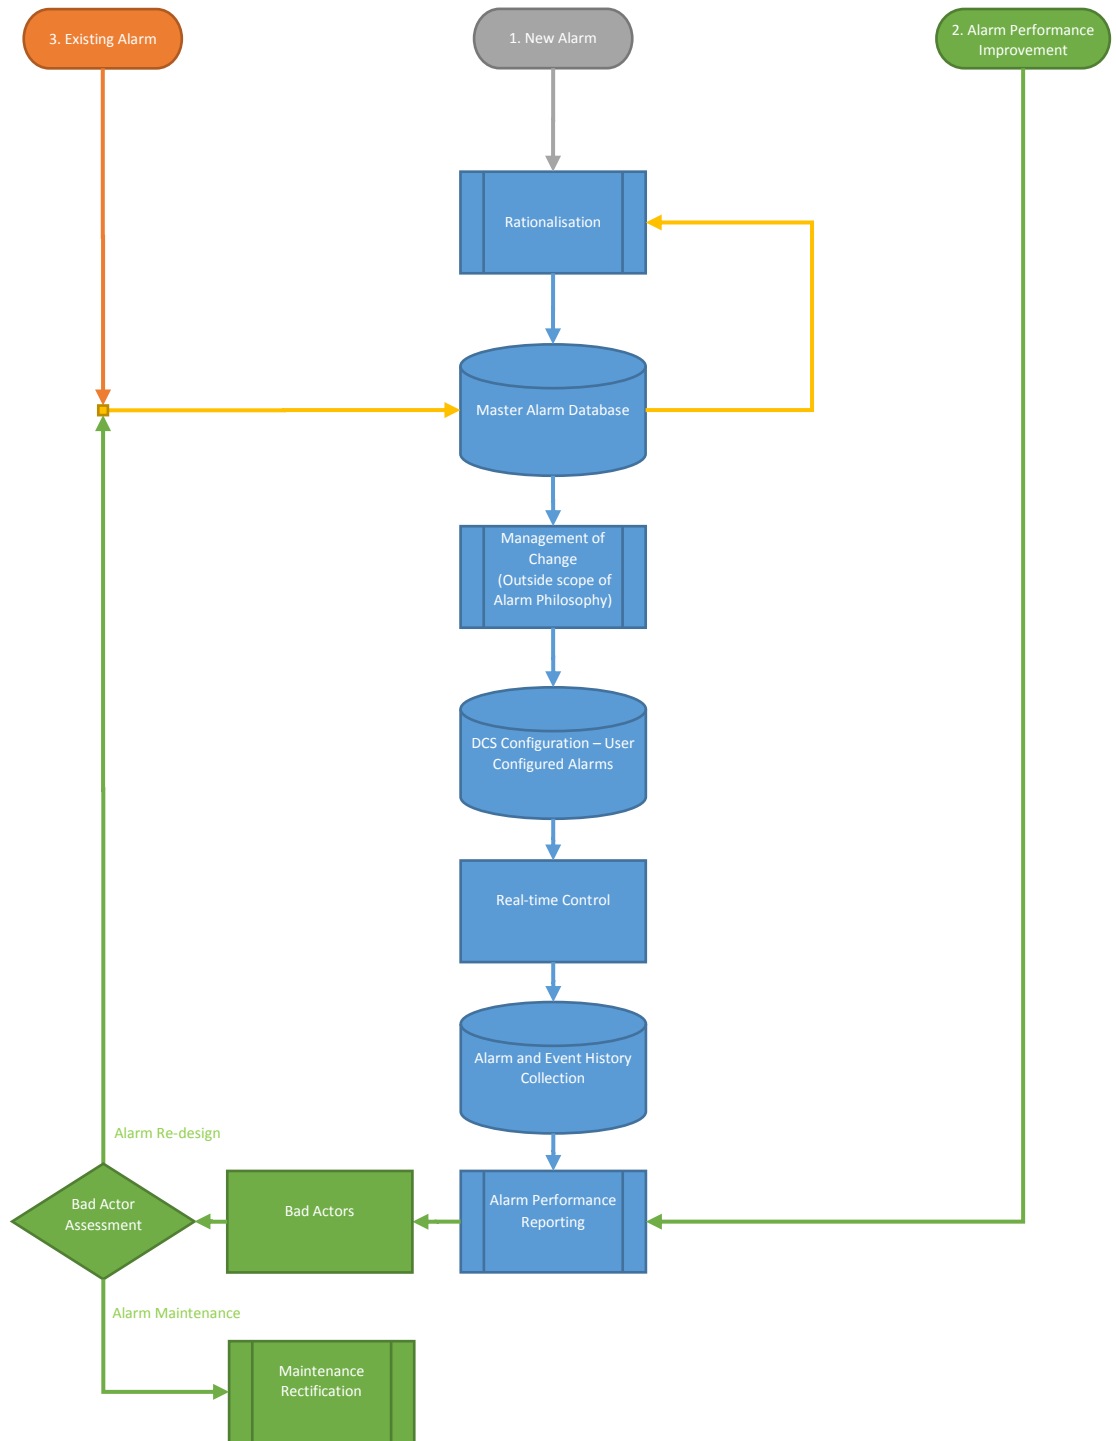 3. Existing Alarm
1. New Alarm
2. Alarm Performance
Improvement
Rationalisation
Master Alarm Database
Management of
Change
(Outside scope of
Alarm Philosophy)
DCS Configuration – User
Configured Alarms
Real-time Control
Alarm and Event History
Collection
Alarm Re-design
Bad Actor
Assessment
Bad Actors
Alarm Performance
Reporting
Alarm Maintenance
Maintenance
Rectification